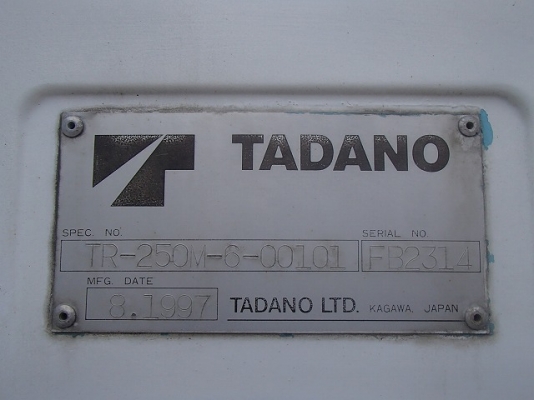 TADANO
SPEC. NO. SERIAL NO.
TR-250M-6-00101 FB2314
MFG. DATE
8.1997 TADANO LTD. KAGAWA, JAPAN